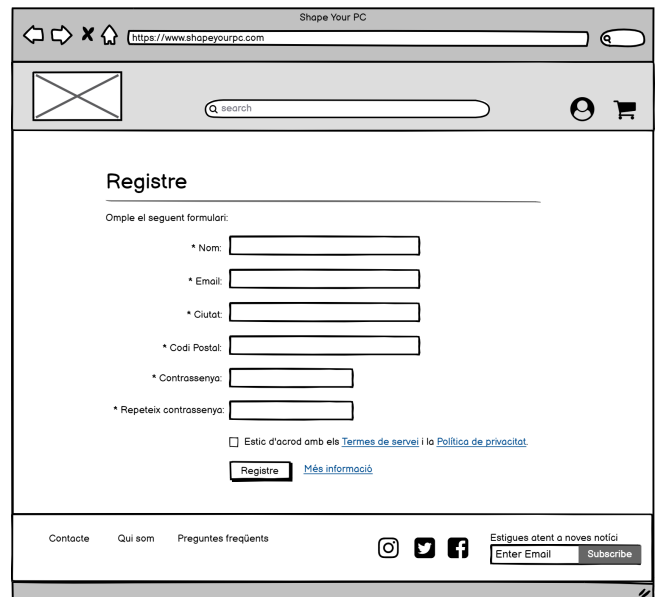 Shape Your PC
https://www.shapeyourpc.com
search
Registre
Omple el seguent formulari:
* Nom:
* Email:
* Ciutat:
* Codi Postal:
* Contrassenya:
* Repeteix contrassenya:
Estic d'acrod amb els Termes de servei i la Política de privacitat.
Registre Més informació
Contacte Qui som Preguntes freqüents
Estigues atent a noves notíci
Enter Email Subscribe